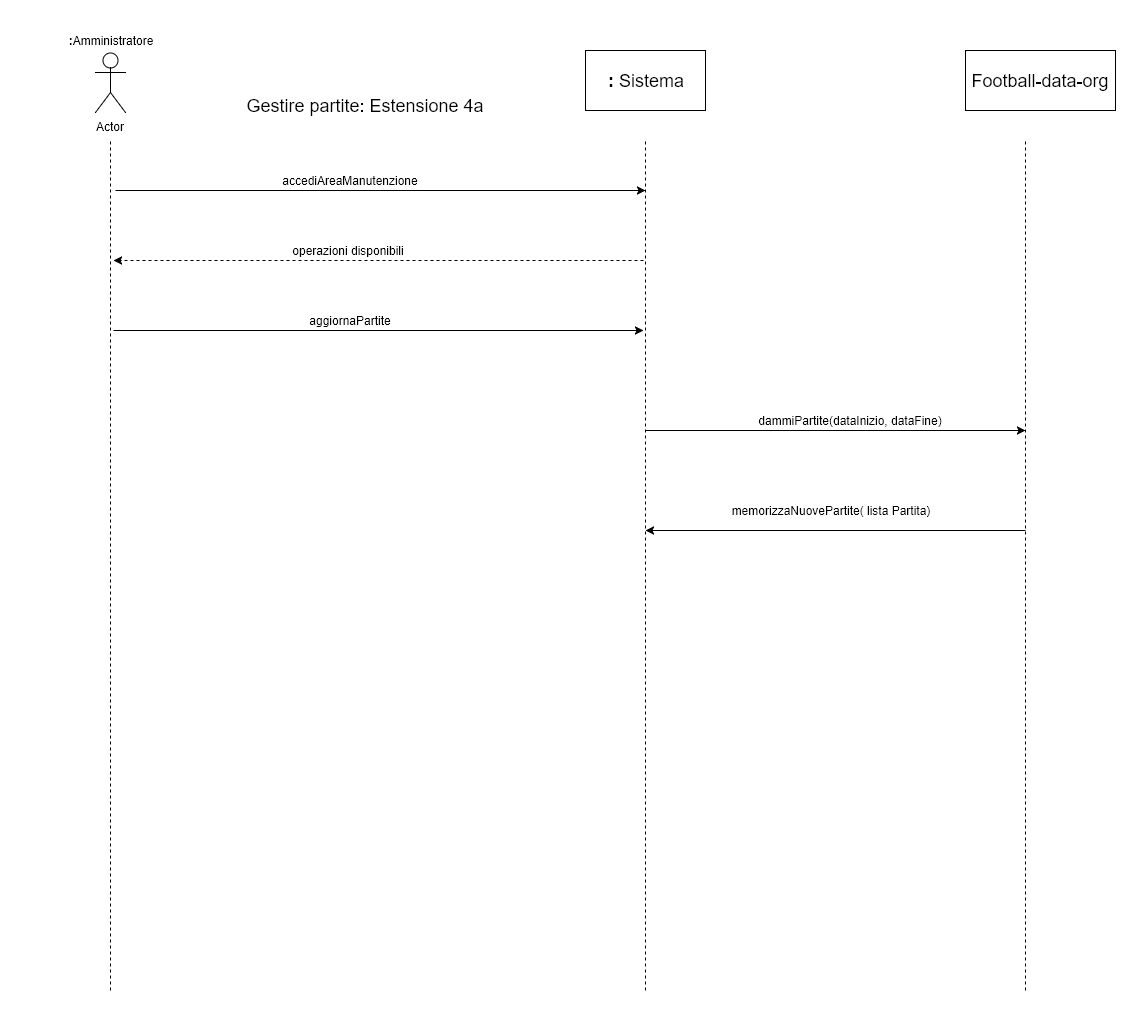 :Amministratore
Actor
Gestire partite: Estensione 4a
: Sistema
Football-data-org
accediAreaManutenzione
operazioni disponibili
aggiornaPartite
dammiPartite(dataInizio, dataFine)
memorizzaNuovePartite( lista Partita)